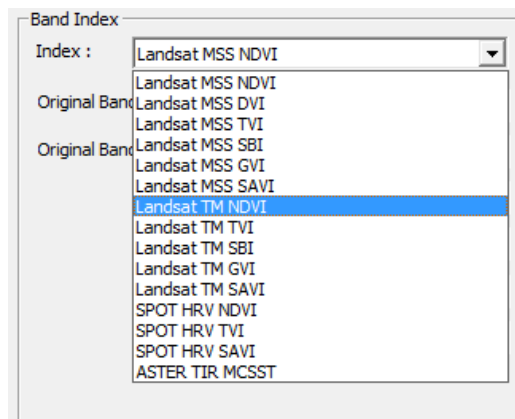 Band Index
Index :
Landsat MSS NDVI
Landsat MSS NDVI
Landsat MSS DVI
Original Band
Landsat MSS TVI
Landsat MSS SBI
Original Band
Landsat MSS GVI
Landsat MSS SAVI
Landsat TM NDVI
Landsat TM TVI
Landsat TM SBI
Landsat TM GVI
Landsat TM SAVI
SPOT HRV NDVI
SPOT HRV TVI
SPOT HRV SAVI
ASTER TIR MCSST